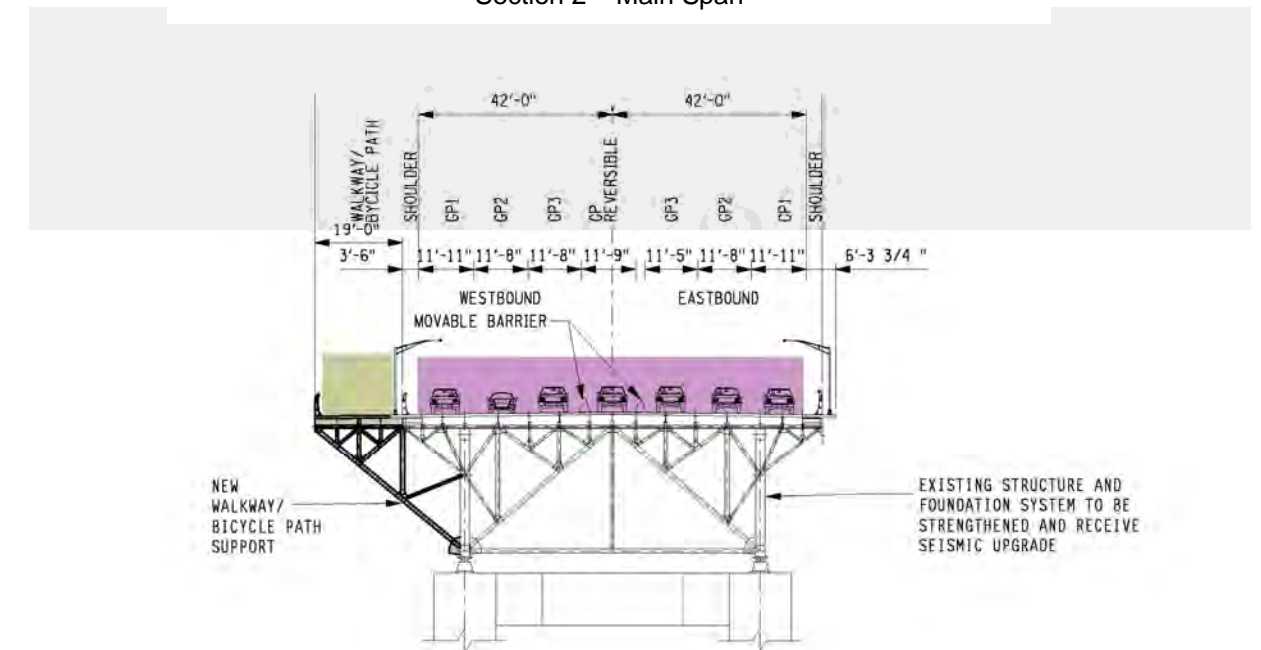 Section 2 – Main Span
42'-0" 42'-0"
WALKWAY/
BYCICLE PATH
SHOULDER
GP1
GP2
GP3
GP
REVERSIBLE
GP3
GP2
GP1
SHOULDER
19'-0"
3'-6" 11'-11" 11'-8" 11'-8" 11'-9" 11'-5" 11'-8" 11'-11" 6'-3 3/4 "
WESTBOUND EASTBOUND
MOVABLE BARRIER
NEW
WALKWAY/
BICYCLE PATH
SUPPORT
EXISTING STRUCTURE AND
FOUNDATION SYSTEM TO BE
STRENGTHENED AND RECEIVE
SEISMIC UPGRADE